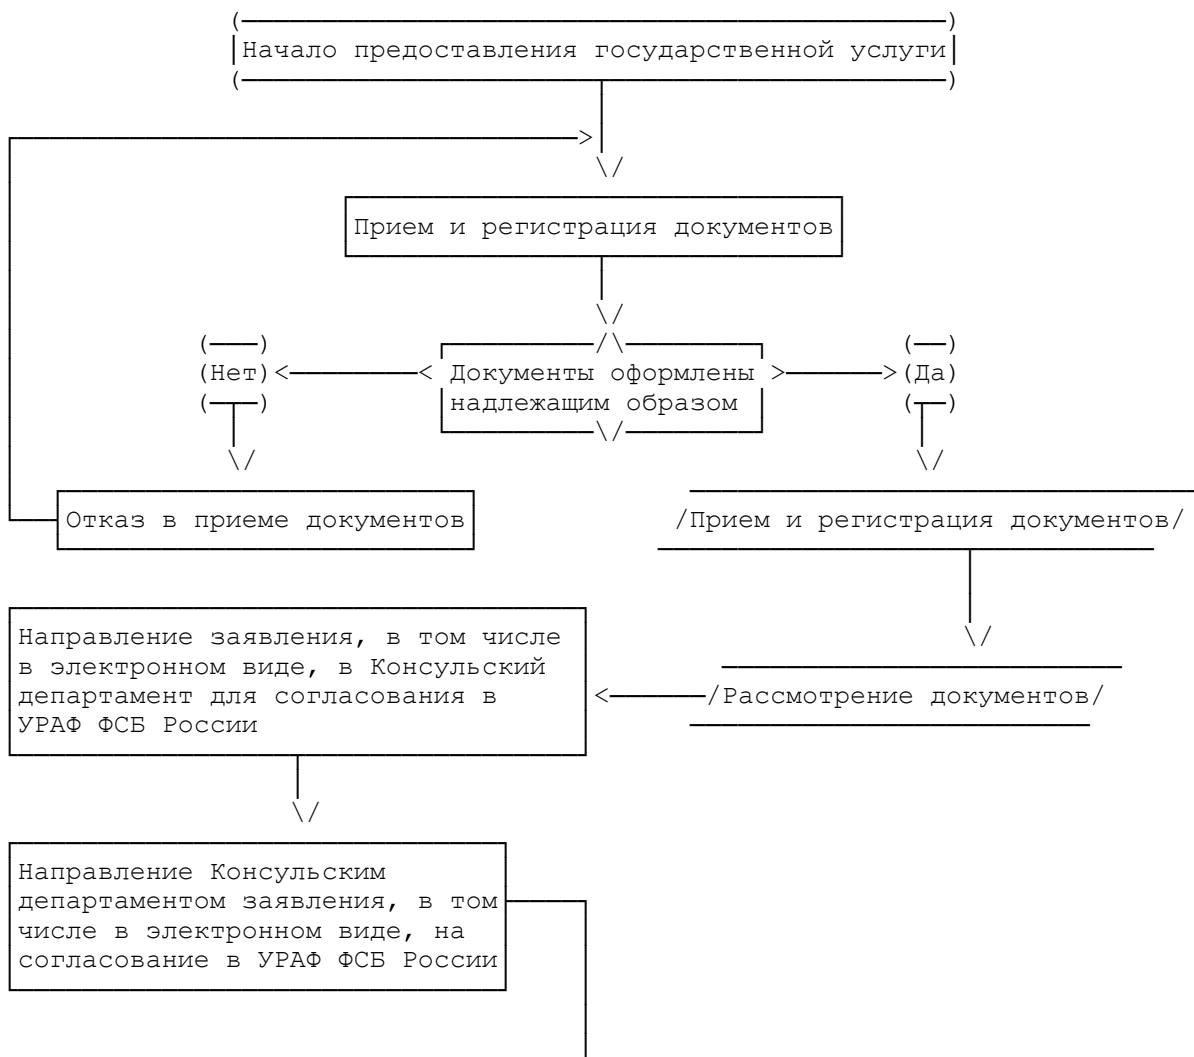 Начало предоставления государственной услуги
Прием и регистрация документов
Нет
Документы оформлены
надлежащим образом
Да
Отказ в приеме документов
Прием и регистрация документов
Направление заявления, в том числе
в электронном виде, в Консульский
департамент для согласования в
УРАФ ФСБ России
Рассмотрение документов
Направление Консульским
департаментом заявления, в том
числе в электронном виде, на
согласование в УРАФ ФСБ России